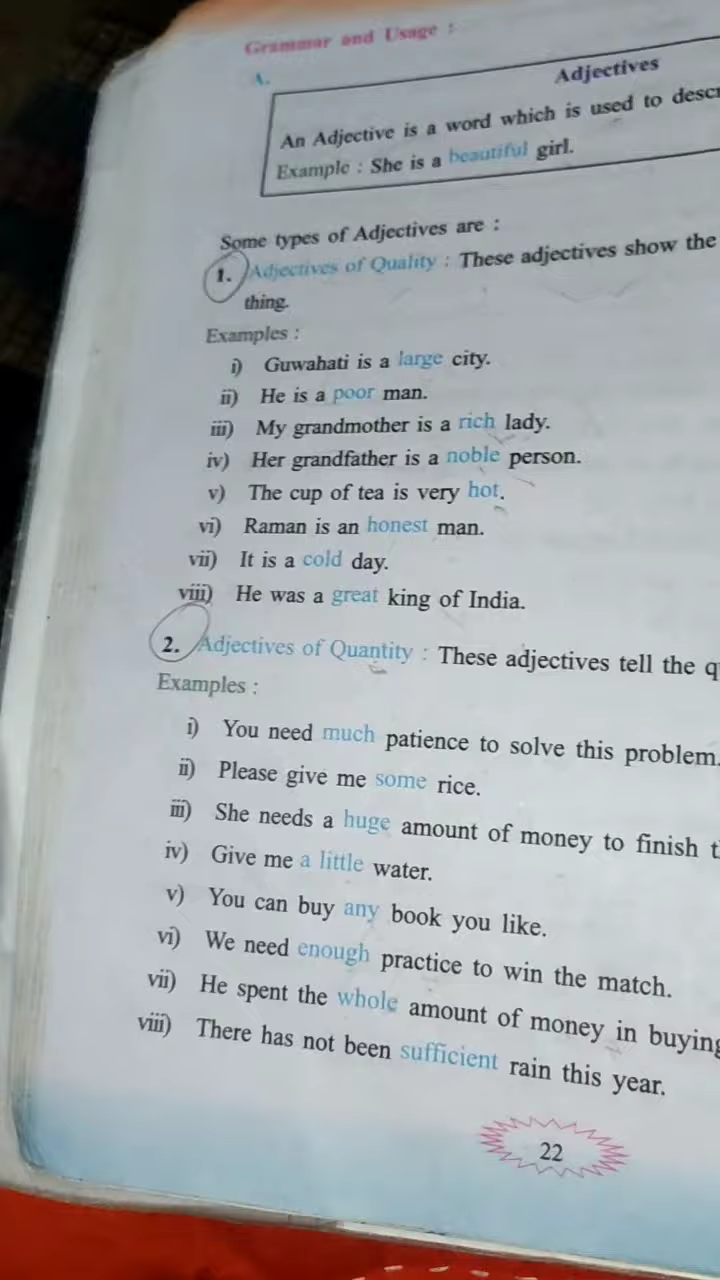 Grammar and Usage :
A.
Adjectives
An Adjective is a word which is used to
Example : She is a beautiful girl.
Some types of Adjectives are :
1. Adjectives of Quality : These adjectives show the
thing.
Examples :
i) Guwahati is a large city.
ii) He is a poor man.
iii) My grandmother is a rich lady.
iv) Her grandfather is a noble person.
v) The cup of tea is very hot.
vi) Raman is an honest man.
vii) It is a cold day.
viii) He was a great king of India.
2. Adjectives of Quantity : These adjectives tell the
Examples :
i) You need much patience to solve this problem.
ii) Please give me some rice.
iii) She needs a huge amount of money to finish
iv) Give me a little water.
v) You can buy any book you like.
vi) We need enough practice to win the match.
vii) He spent the whole amount of money in buying
viii) There has not been sufficient rain this year.
22